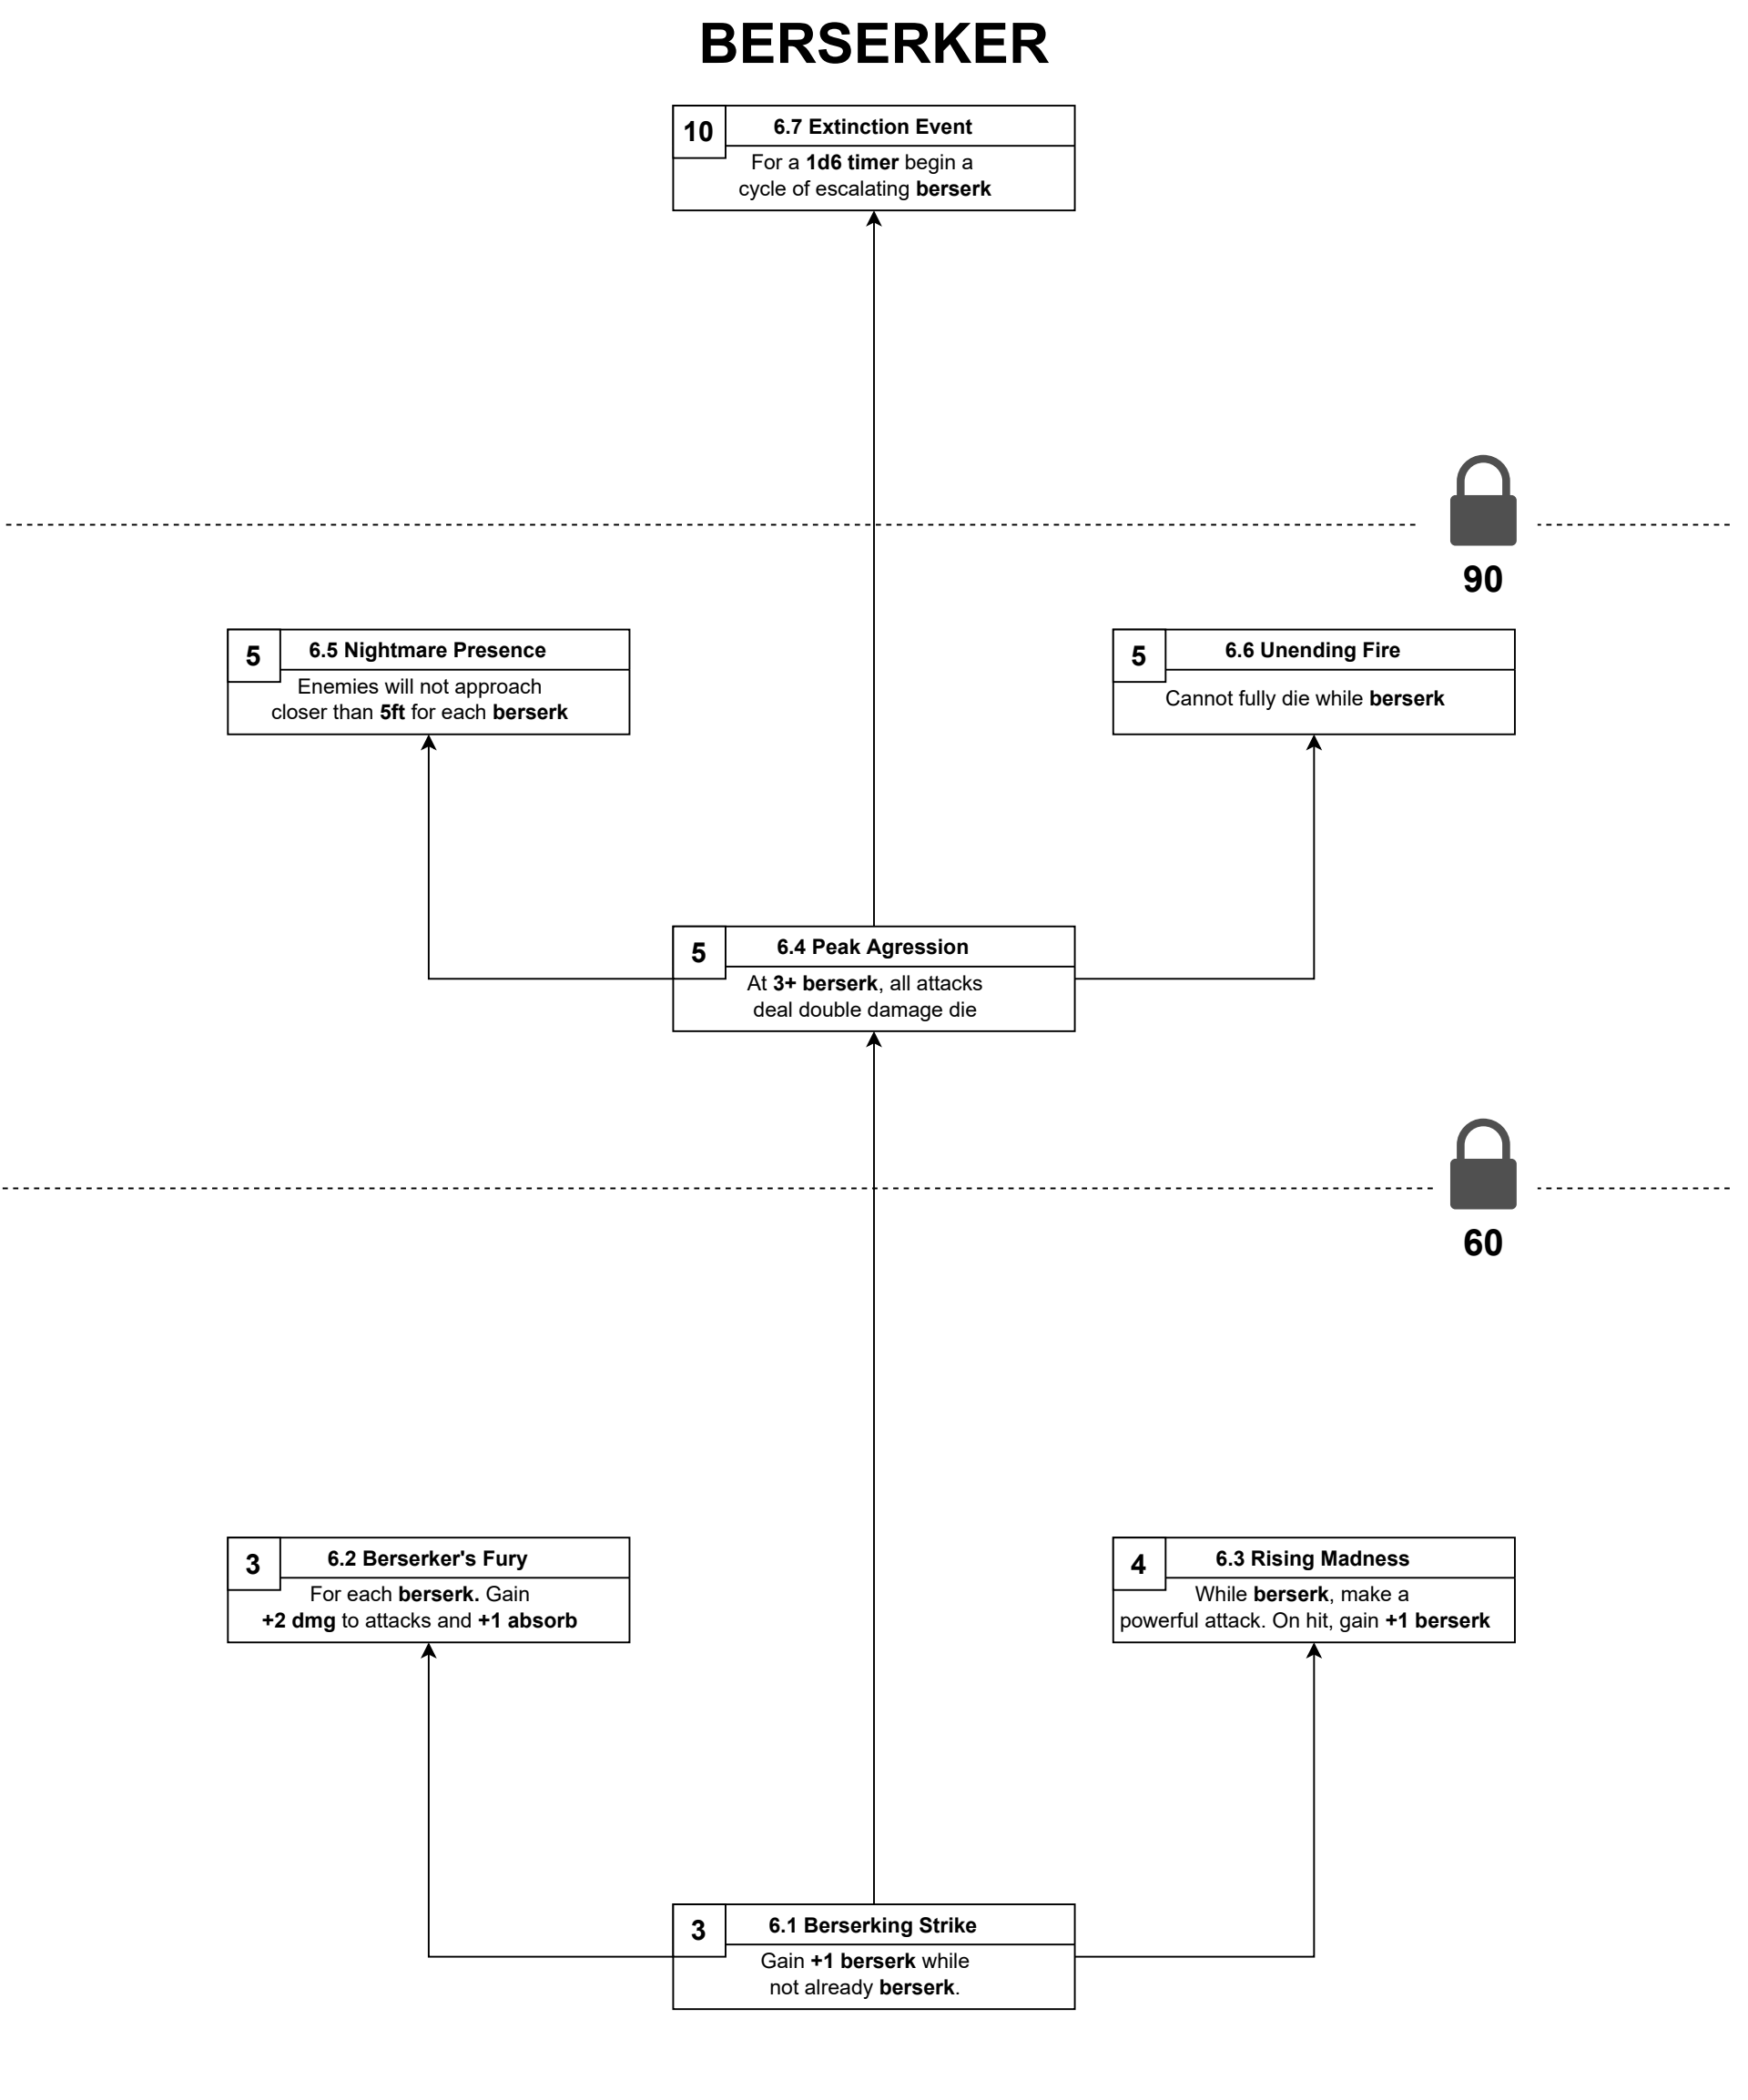 BERSERKER
10
6.7 Extinction Event
For a 1d6 timer begin a
cycle of escalating berserk
90
5
6.5 Nightmare Presence
Enemies will not approach
closer than 5ft for each berserk
5
6.6 Unending Fire
Cannot fully die while berserk
5
6.4 Peak Agression
At 3+ berserk, all attacks
deal double damage die
60
3
6.2 Berserker's Fury
For each berserk. Gain
+2 dmg to attacks and +1 absorb
4
6.3 Rising Madness
While berserk, make a
powerful attack. On hit, gain +1 berserk
3
6.1 Berserking Strike
Gain +1 berserk while
not already berserk.